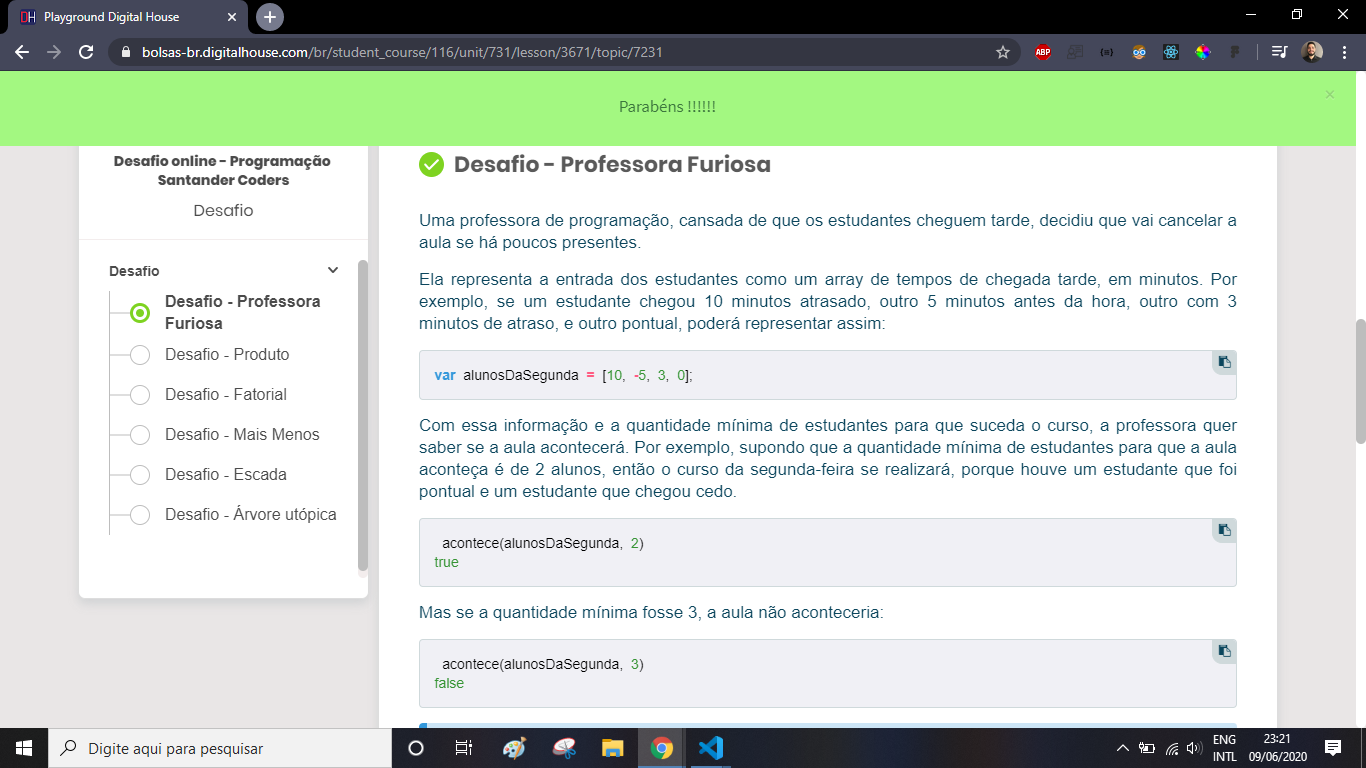 DH Playground Digital House
bolsas-br.digitalhouse.com/br/student_course/116/unit/731/lesson/3671/topic/7231
ABP
Parabéns !!!!!!
×
Desafio online - Programação
Santander Coders
Desafio
Desafio
Desafio - Professora
Furiosa
Desafio - Produto
Desafio - Fatorial
Desafio - Mais Menos
Desafio - Escada
Desafio - Árvore utópica
Desafio - Professora Furiosa
Uma professora de programação, cansada de que os estudantes cheguem tarde, decidiu que vai cancelar a
aula se há poucos presentes.
Ela representa a entrada dos estudantes como um array de tempos de chegada tarde, em minutos. Por
exemplo, se um estudante chegou 10 minutos atrasado, outro 5 minutos antes da hora, outro com 3
minutos de atraso, e outro pontual, poderá representar assim:
var alunosDaSegunda = [10, -5, 3, 0];
Com essa informação e a quantidade mínima de estudantes para que suceda o curso, a professora quer
saber se a aula acontecerá. Por exemplo, supondo que a quantidade mínima de estudantes para que a aula
aconteça é de 2 alunos, então o curso da segunda-feira se realizará, porque houve um estudante que foi
pontual e um estudante que chegou cedo.
acontece(alunosDaSegunda, 2)
true
Mas se a quantidade mínima fosse 3, a aula não aconteceria:
acontece(alunosDaSegunda, 3)
false
Digite aqui para pesquisar
ENG
INTL
23:21
09/06/2020